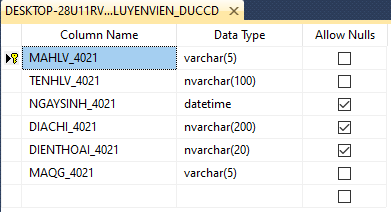 DESKTOP-28U11RV...LUYENVIEN_DUCCD
Column Name Data Type Allow Nulls
MAHLV_4021 varchar(5)
TENHLV_4021 nvarchar(100)
NGAYSINH_4021 datetime
DIACHI_4021 nvarchar(200)
DIENTHOAI_4021 nvarchar(20)
MAQG_4021 varchar(5)